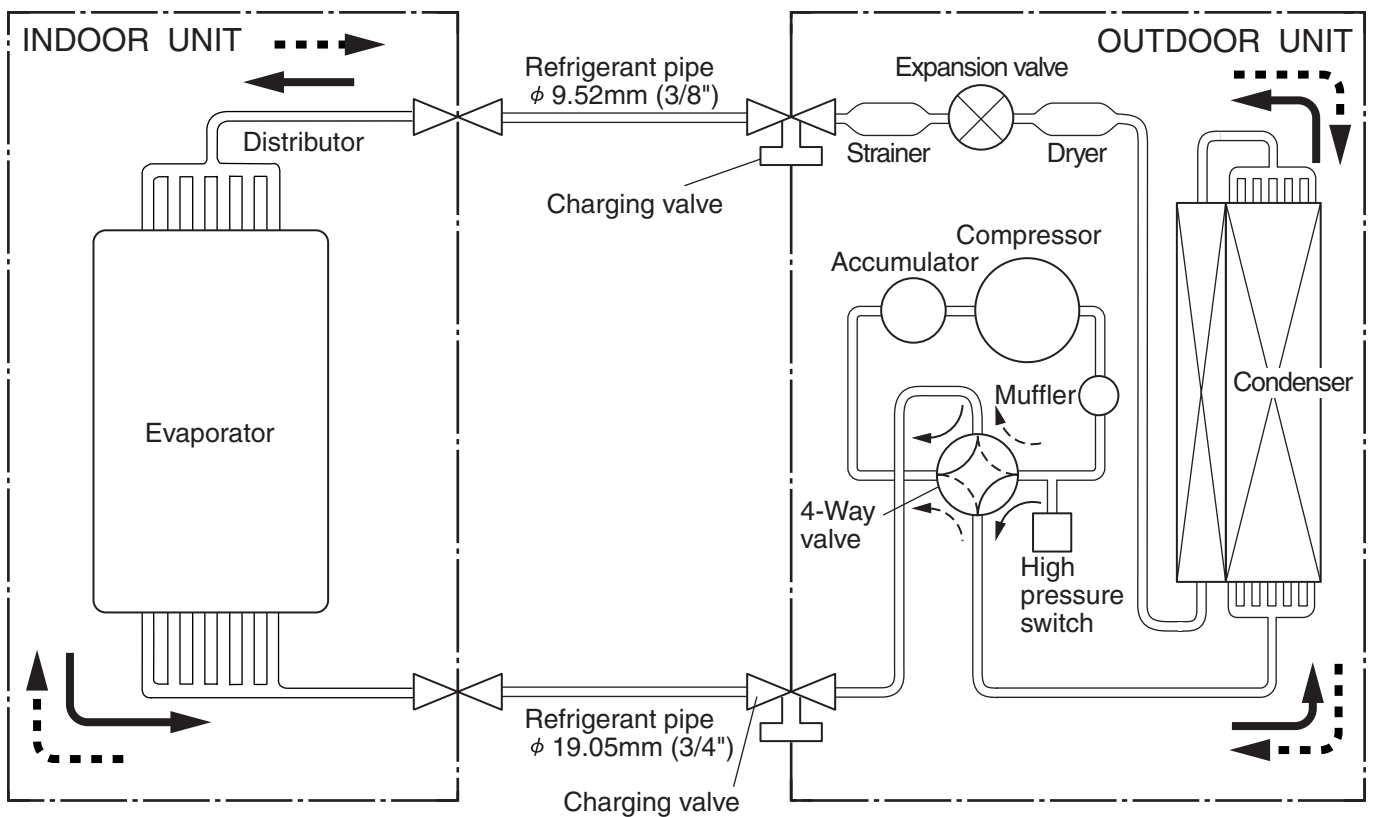 INDOOR UNIT
OUTDOOR UNIT
Refrigerant pipe
φ 9.52mm (3/8")
Expansion valve
Distributor
Strainer
Dryer
Charging valve
Compressor
Accumulator
Condenser
Muffler
Evaporator
4-Way
valve
High
pressure
switch
Refrigerant pipe
φ 19.05mm (3/4")
Charging valve